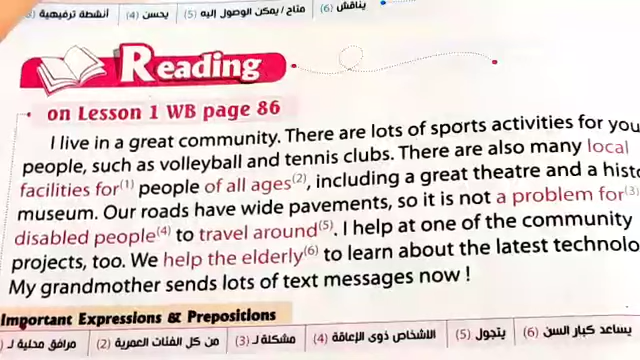 أنشطة ترفيهية (4) يحسن (5) متاح / يمكن الوصول إليه (6) يناقش
Reading
on Lesson 1 WB page 86
I live in a great community. There are lots of sports activities for you
people, such as volleyball and tennis clubs. There are also many local
facilities for(1) people of all ages(2), including a great theatre and a histo
museum. Our roads have wide pavements, so it is not a problem for(3)
disabled people(4) to travel around(5). I help at one of the community
projects, too. We help the elderly(6) to learn about the latest technolo
My grandmother sends lots of text messages now !
Important Expressions & Prepositions
مرافق محلية لـ (2) من كل الفئات العمرية (3) مشكلة لـ (4) الأشخاص ذوى الإعاقة (5) يتجول (6) يساعد كبار السن